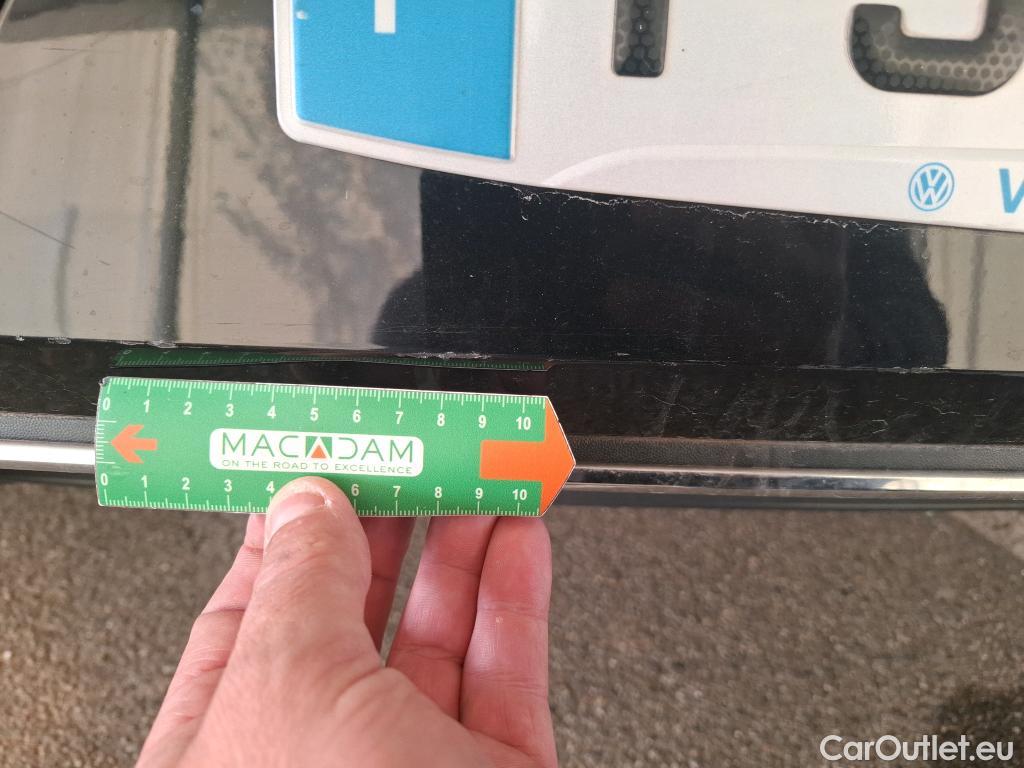 VW V
0 1 2 3 4 5 6 7 8 9 10
MACADAM
ON THE ROAD TO EXCELLENCE
0 1 2 3 4 5 6 7 8 9 10
CarOutlet.eu